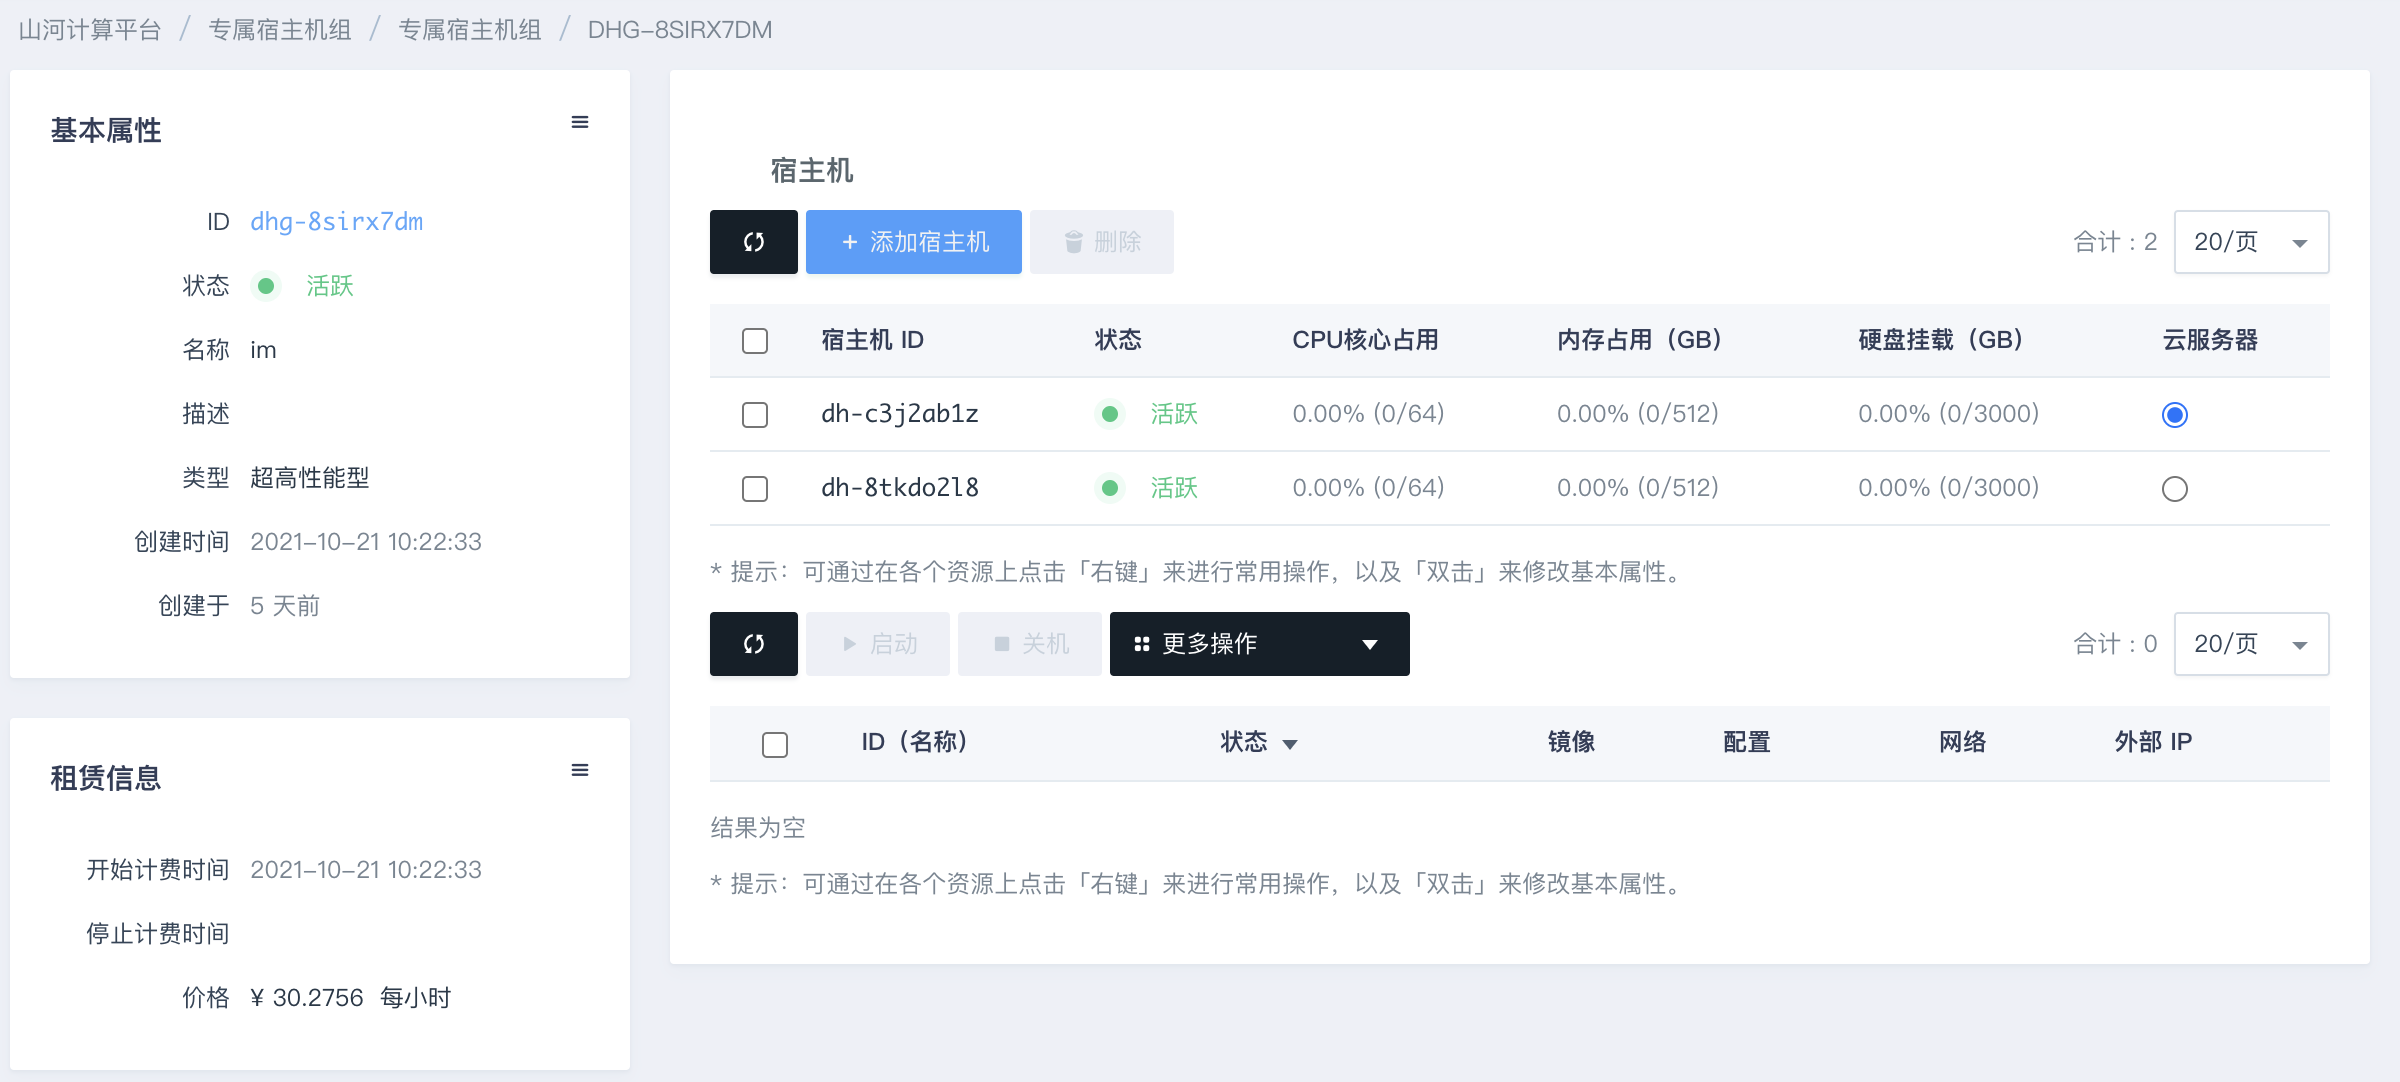 山河计算平台 / 专属宿主机组 / 专属宿主机组 / DHG-8SIRX7DM
基本属性
ID dhg-8sirx7dm
状态 活跃
名称 im
描述
类型 超高性能型
创建时间 2021-10-21 10:22:33
创建于 5 天前
租赁信息
开始计费时间 2021-10-21 10:22:33
停止计费时间
价格 ¥ 30.2756 每小时
宿主机
+ 添加宿主机 删除 合计：2 20/页
宿主机 ID 状态 CPU核心占用 内存占用（GB） 硬盘挂载（GB） 云服务器
dh-c3j2ab1z 活跃 0.00% (0/64) 0.00% (0/512) 0.00% (0/3000)
dh-8tkdo2l8 活跃 0.00% (0/64) 0.00% (0/512) 0.00% (0/3000)
* 提示：可通过在各个资源上点击「右键」来进行常用操作，以及「双击」来修改基本属性。
启动 关机 更多操作 合计：0 20/页
ID（名称） 状态 镜像 配置 网络 外部 IP
结果为空
* 提示：可通过在各个资源上点击「右键」来进行常用操作，以及「双击」来修改基本属性。